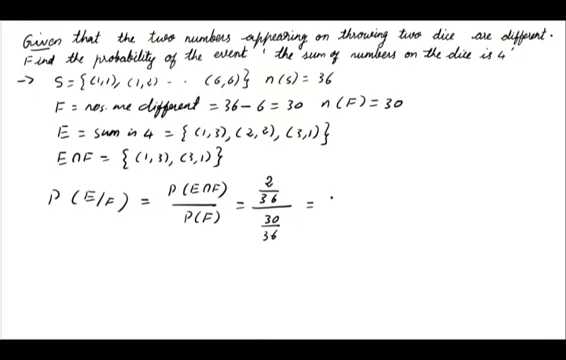 Given that the two numbers appearing on throwing two dice are different.
Find the probability of the event 'the sum of numbers on the dice is 4'
→ S = {(1,1), (1,2) - - (6,6)} n(s) = 36
F = nos. are different = 36 - 6 = 30 n(F) = 30
E = sum is 4 = {(1,3), (2,2), (3,1)}
E∩F = {(1,3), (3,1)}
P(E/F) = P(E∩F)/P(F) = (2/36)/(30/36) =